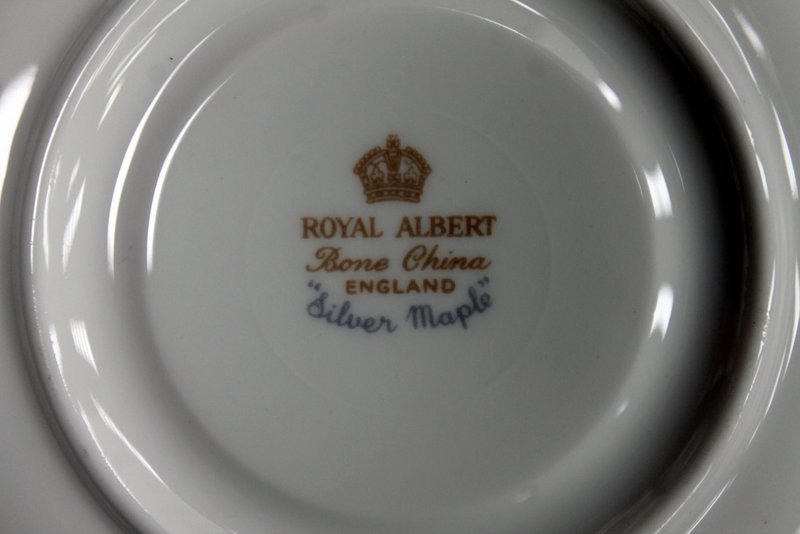 ROYAL ALBERT
Bone China
ENGLAND
"Silver Maple"